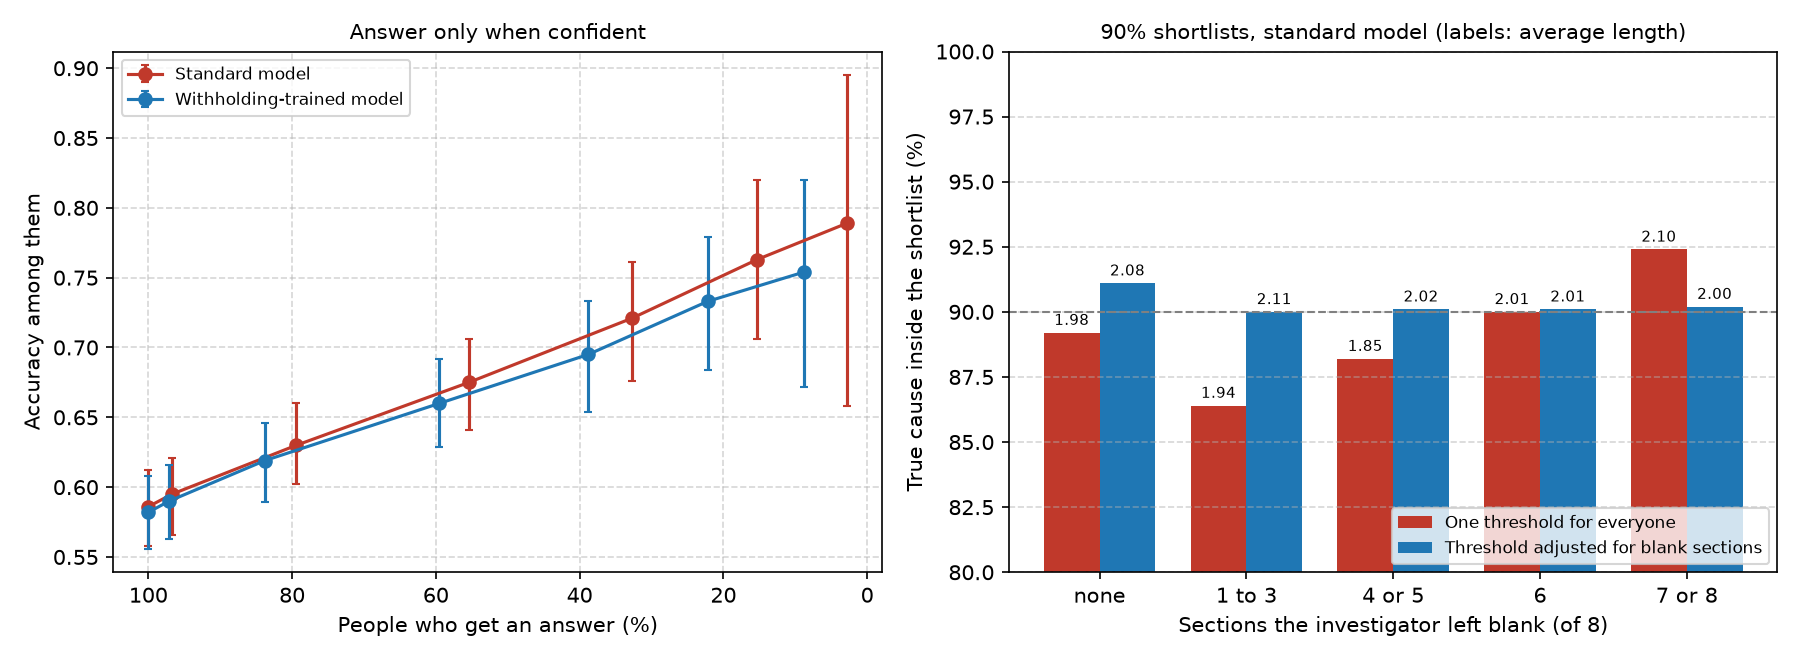 Answer only when confident
0.90
0.85
0.80
0.75
0.70
0.65
0.60
0.55
Accuracy among them
Standard model
Withholding-trained model
100
80
60
40
20
0
People who get an answer (%)
90% shortlists, standard model (labels: average length)
100.0
97.5
95.0
92.5
90.0
87.5
85.0
82.5
80.0
True cause inside the shortlist (%)
1.98
2.08
1.94
2.11
1.85
2.02
2.01
2.01
2.10
2.00
One threshold for everyone
Threshold adjusted for blank sections
none
1 to 3
4 or 5
6
7 or 8
Sections the investigator left blank (of 8)